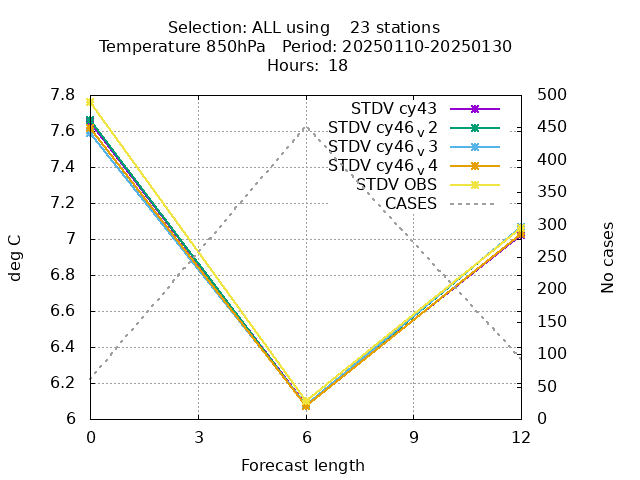 Selection: ALL using 23 stations
Temperature 850hPa Period: 20250110-20250130
Hours: 18
7.8
7.6
7.4
7.2
7
6.8
6.6
6.4
6.2
6
deg C
STDV cy43
STDV cy46_v2
STDV cy46_v3
STDV cy46_v4
STDV OBS
CASES
500
450
400
350
300
250
200
150
100
50
0
No cases
0 3 6 9 12
Forecast length